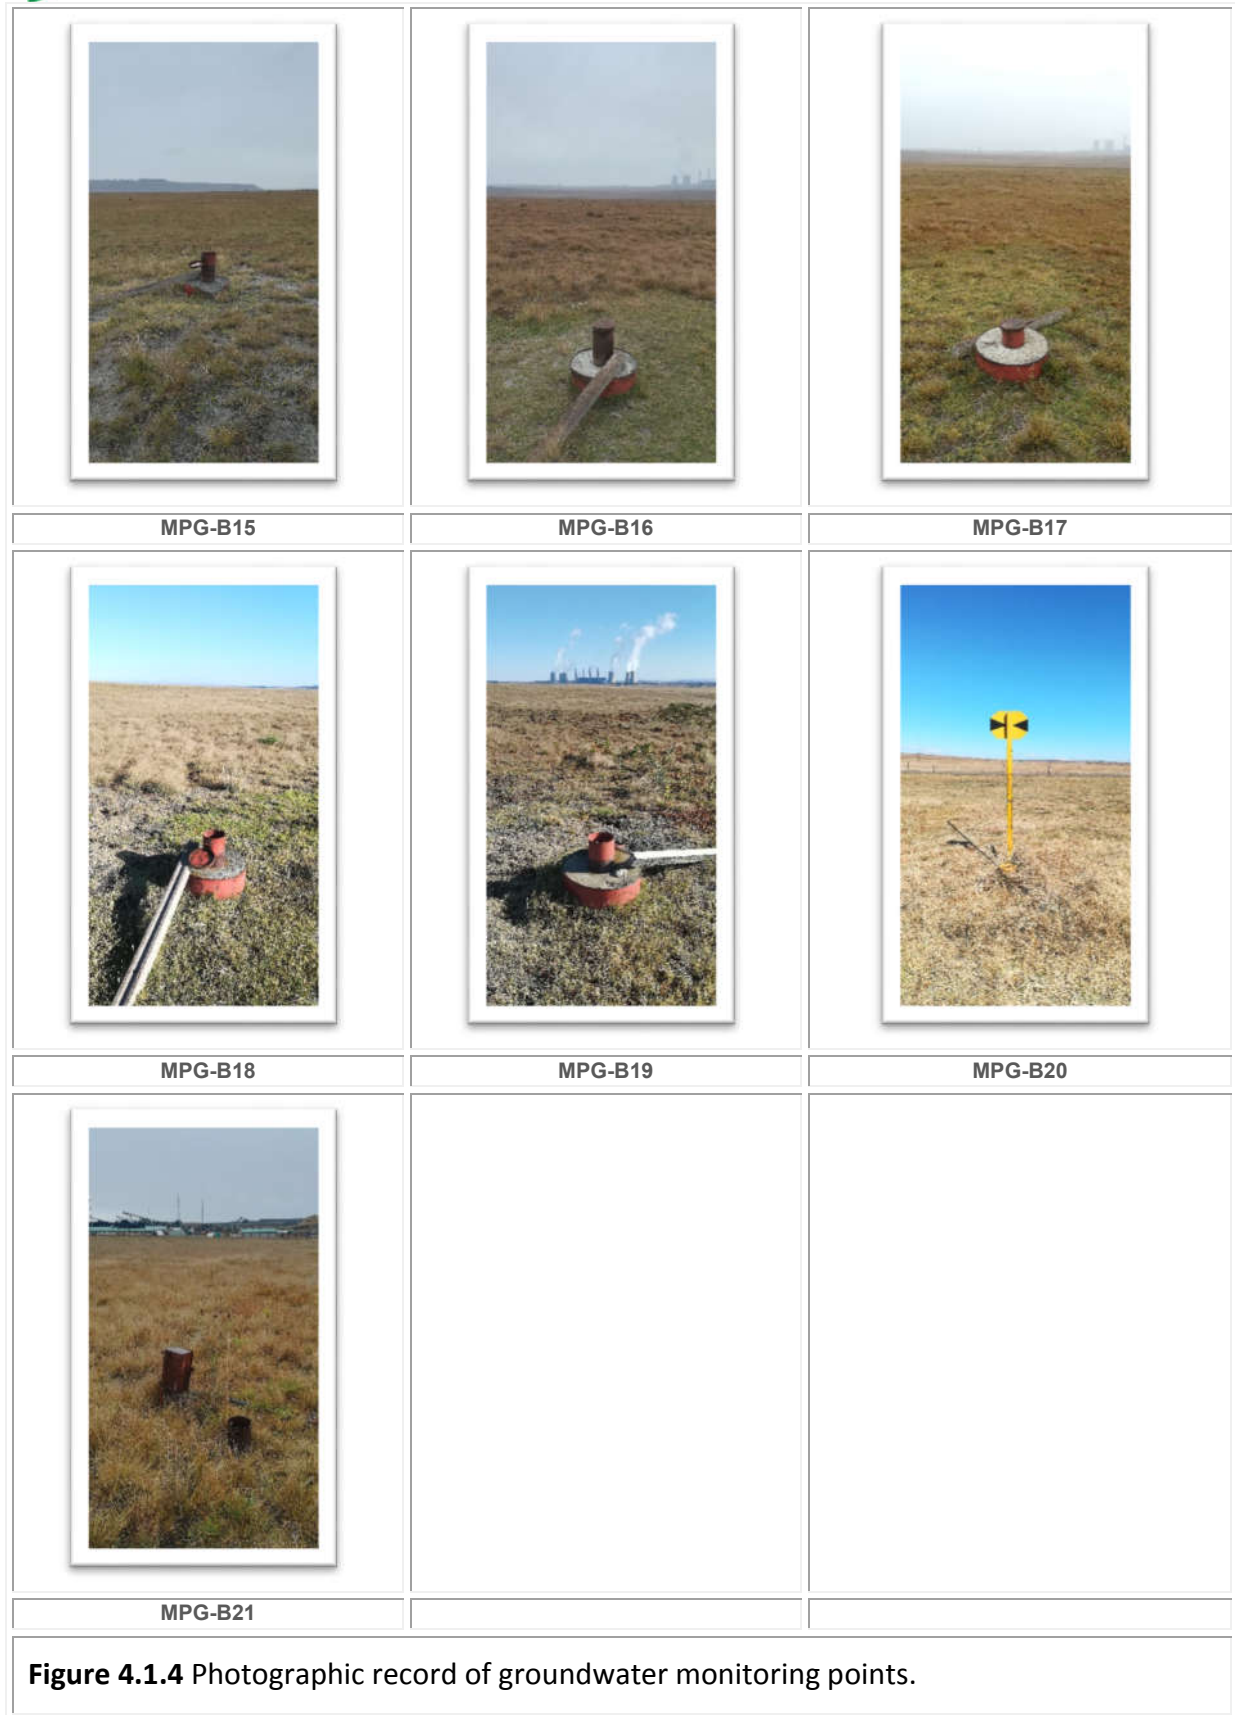 MPG-B15
MPG-B16
MPG-B17
MPG-B18
MPG-B19
MPG-B20
MPG-B21
Figure 4.1.4 Photographic record of groundwater monitoring points.